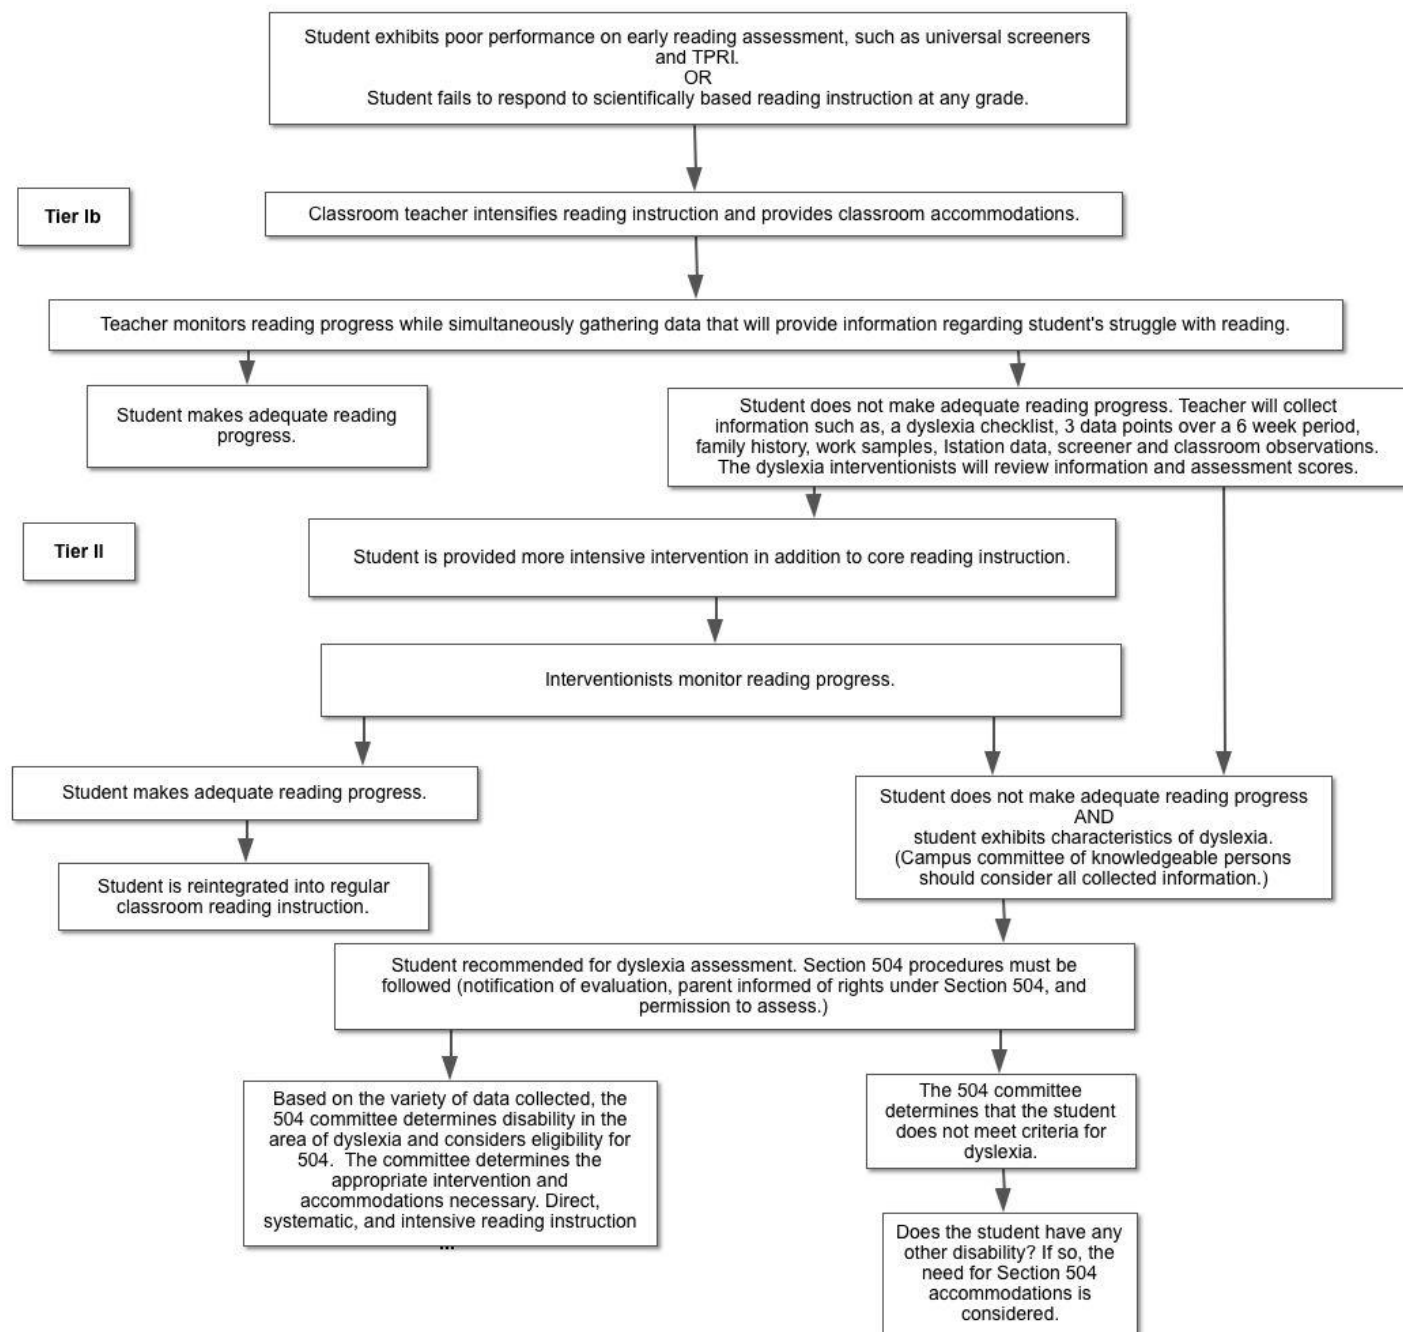 Student exhibits poor performance on early reading assessment, such as universal screeners
and TPRI.
OR
Student fails to respond to scientifically based reading instruction at any grade.
Tier Ib
Classroom teacher intensifies reading instruction and provides classroom accommodations.
Teacher monitors reading progress while simultaneously gathering data that will provide information regarding student's struggle with reading.
Student makes adequate reading
progress.
Student does not make adequate reading progress. Teacher will collect
information such as, a dyslexia checklist, 3 data points over a 6 week period,
family history, work samples, Istation data, screener and classroom observations.
The dyslexia interventionists will review information and assessment scores.
Tier II
Student is provided more intensive intervention in addition to core reading instruction.
Interventionists monitor reading progress.
Student makes adequate reading progress.
Student is reintegrated into regular
classroom reading instruction.
Student does not make adequate reading progress
AND
student exhibits characteristics of dyslexia.
(Campus committee of knowledgeable persons
should consider all collected information.)
Student recommended for dyslexia assessment. Section 504 procedures must be
followed (notification of evaluation, parent informed of rights under Section 504, and
permission to assess.)
Based on the variety of data collected, the
504 committee determines disability in the
area of dyslexia and considers eligibility for
504. The committee determines the
appropriate intervention and
accommodations necessary. Direct,
systematic, and intensive reading instruction
...
The 504 committee
determines that the student
does not meet criteria for
dyslexia.
Does the student have any
other disability? If so, the
need for Section 504
accommodations is
considered.